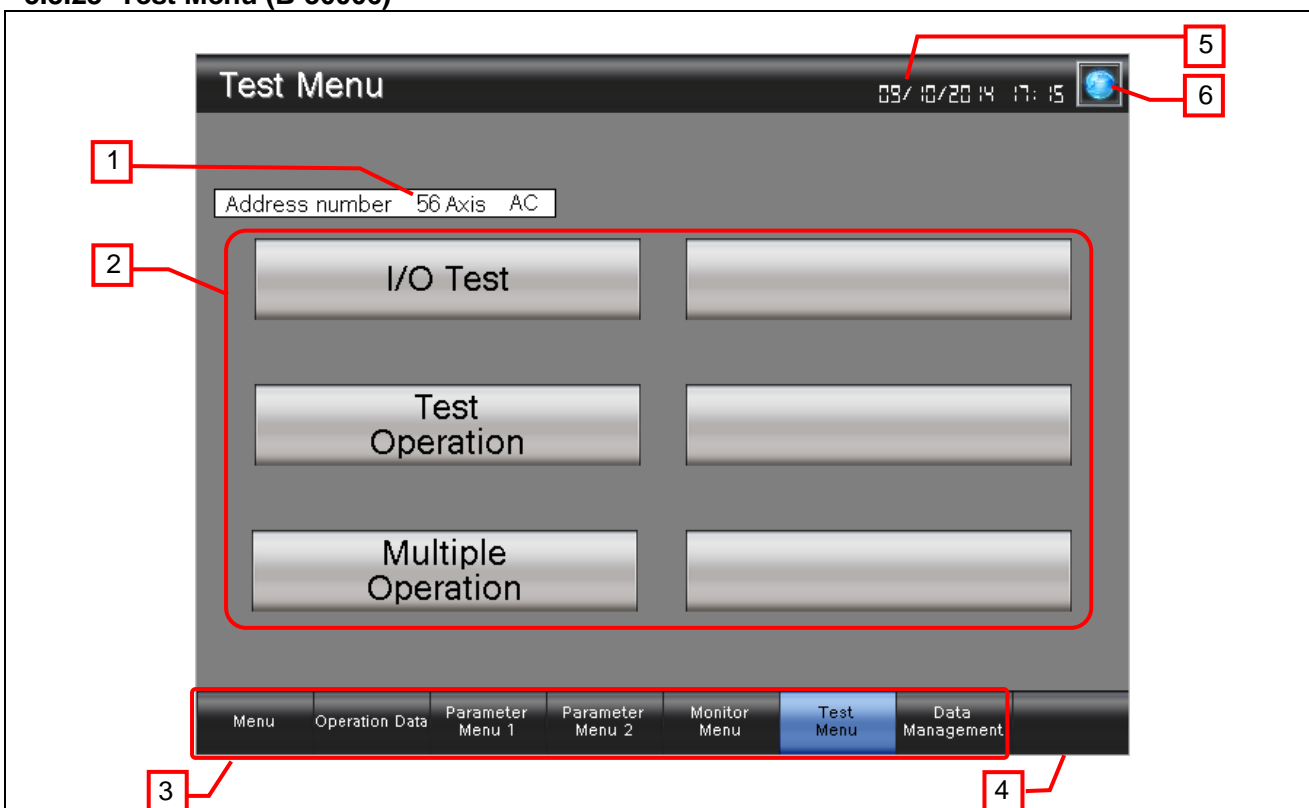 Test Menu
09/10/2014 17:15
5
6
1
Address number 56 Axis AC
2
I/O Test
Test
Operation
Multiple
Operation
Menu
Operation Data
Parameter
Menu 1
Parameter
Menu 2
Monitor
Menu
Test
Menu
Data
Management
3
4